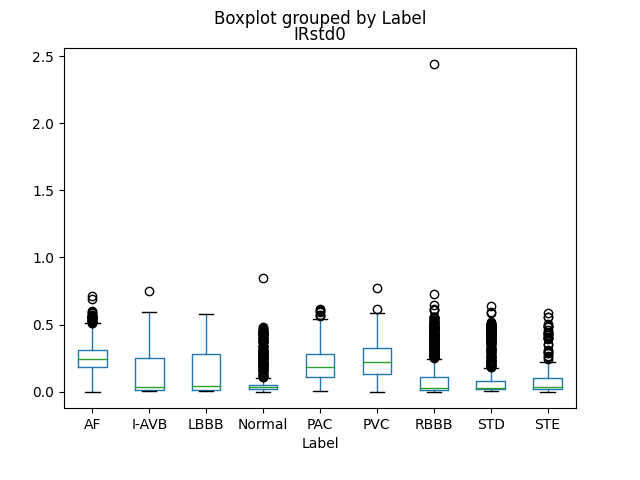 Boxplot grouped by Label
IRstd0
2.5
2.0
1.5
1.0
0.5
0.0
AF I-AVB LBBB Normal PAC PVC RBBB STD STE
Label